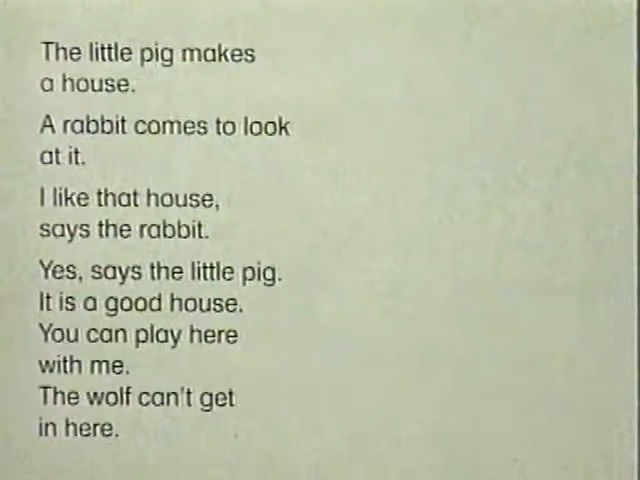 The little pig makes
a house.
A rabbit comes to look
at it.
I like that house,
says the rabbit.
Yes, says the little pig.
It is a good house.
You can play here
with me.
The wolf can't get
in here.